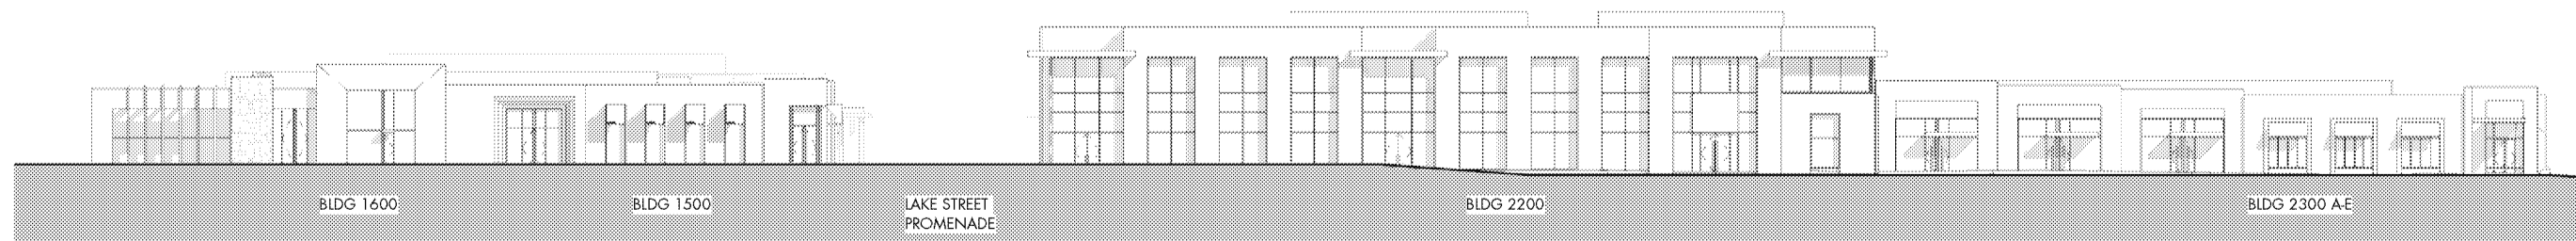 BLDG 1600
BLDG 1500
LAKE STREET
PROMENADE
BLDG 2200
BLDG 2300 A-E